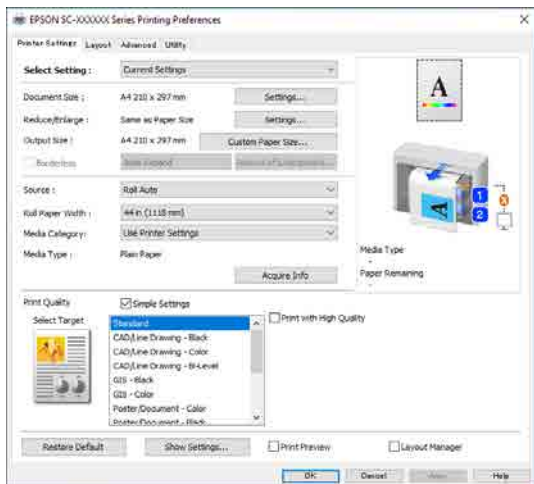 EPSON SC-XXXXXX Series Printing Preferences
Printer Settings Layout Advanced Utility
Select Setting : Current Settings
Document Size : A4 210 x 297 mm Settings...
Reduce/Enlarge : Same as Paper Size Settings...
Output Size : A4 210 x 297 mm Custom Paper Size...
Borderless
Source : Roll Auto
Roll Paper Width : 44 in (1118 mm)
Media Category: Use Printer Settings
Media Type : Plain Paper
Acquire Info
A
A
1
2
Media Type
-
Paper Remaining
-
Print Quality Simple Settings
Select Target
Standard
CAD/Line Drawing - Black
CAD/Line Drawing - Color
CAD/Line Drawing - Bi-Level
GIS - Black
GIS - Color
Poster/Document - Color
Poster/Document - Black
Print with High Quality
Restore Default Show Settings... Print Preview Layout Manager
OK Cancel Help